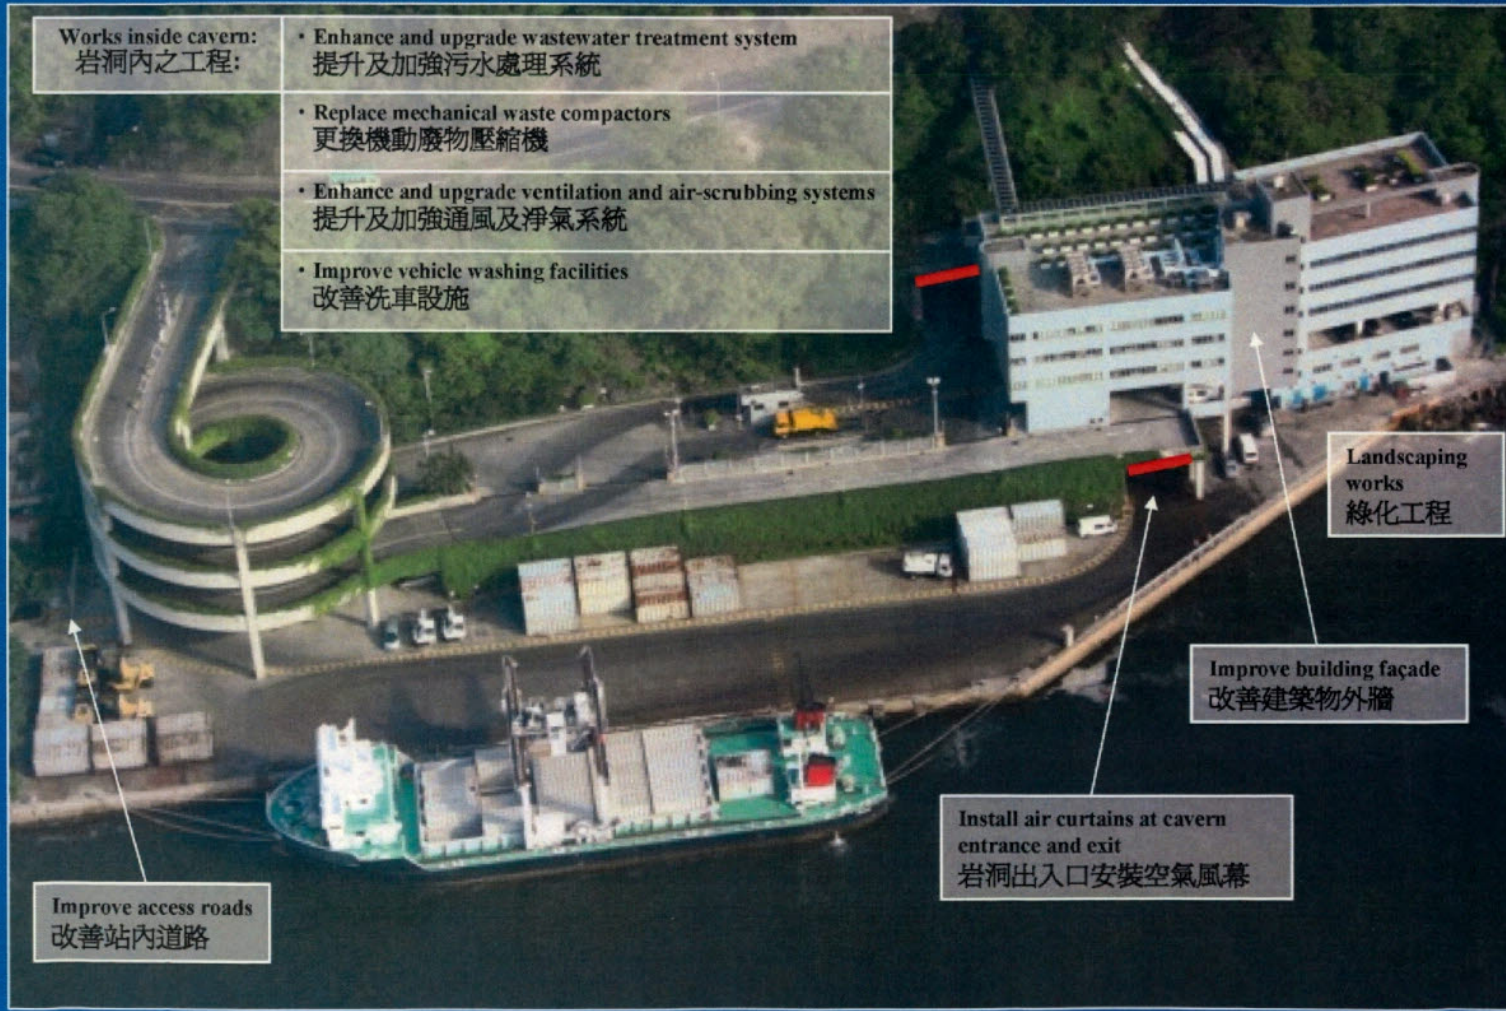 Works inside cavern:
岩洞內之工程:
• Enhance and upgrade wastewater treatment system
提升及加強污水處理系統
• Replace mechanical waste compactors
更換機動廢物壓縮機
• Enhance and upgrade ventilation and air-scrubbing systems
提升及加強通風及淨氣系統
• Improve vehicle washing facilities
改善洗車設施
Landscaping
works
綠化工程
Improve building façade
改善建築物外牆
Install air curtains at cavern
entrance and exit
岩洞出入口安裝空氣風幕
Improve access roads
改善站內道路